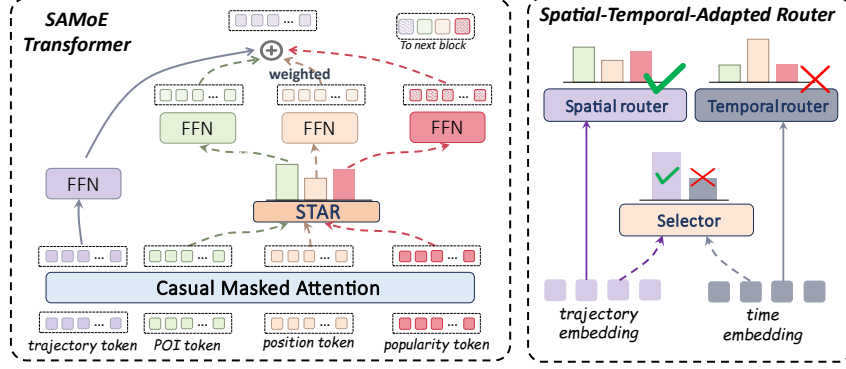 SAMoE
Transformer
To next block
weighted
FFN
FFN
FFN
FFN
STAR
Casual Masked Attention
trajectory token
POI token
position token
popularity token
Spatial-Temporal-Adapted Router
Spatial router
Temporal router
Selector
trajectory
embedding
time
embedding